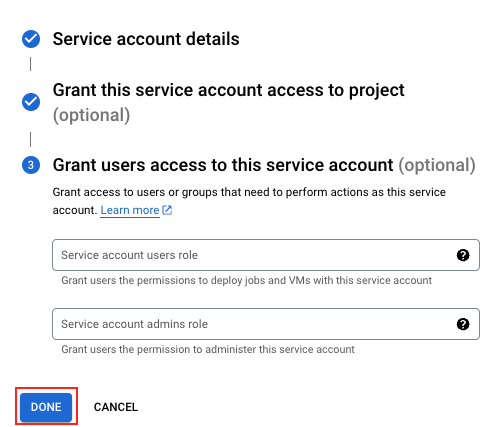 Service account details
Grant this service account access to project
(optional)
3 Grant users access to this service account (optional)
Grant access to users or groups that need to perform actions as this service
account. Learn more
Service account users role
Grant users the permissions to deploy jobs and VMs with this service account
Service account admins role
Grant users the permission to administer this service account
DONE CANCEL